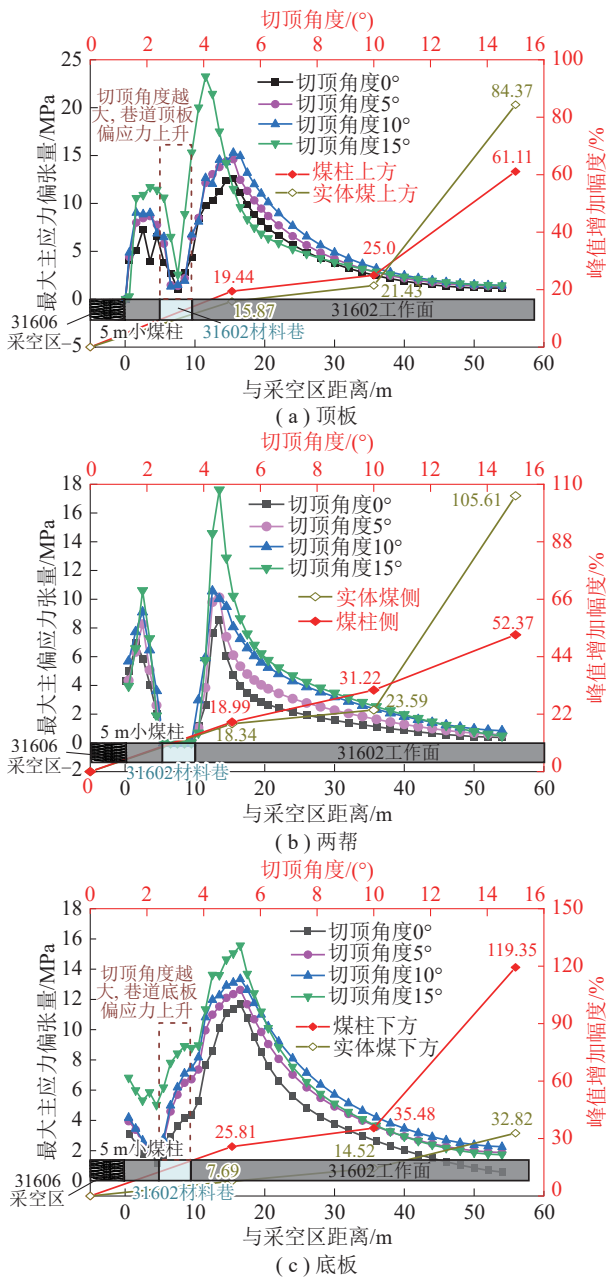 切顶角度/(°)
0 2 4 6 8 10 12 14 16
最大主应力偏张量/MPa
25
20
15
10
5
0
-5
切顶角度越
大, 巷道顶板
偏应力上升
切顶角度0°
切顶角度5°
切顶角度10°
切顶角度15°
煤柱上方
实体煤上方
84.37
61.11
25.0
21.43
19.44
15.87
100
80
60
40
20
0
峰值增加幅度/%
31606
采空区
5 m小煤柱
31602材料巷
31602工作面
0
0 10 20 30 40 50 60
与采空区距离/m
( a ) 顶板
切顶角度/(°)
0 2 4 6 8 10 12 14 16
最大主偏应力张量/MPa
18
16
14
12
10
8
6
4
2
0
-2
切顶角度0°
切顶角度5°
切顶角度10°
切顶角度15°
实体煤侧
煤柱侧
105.61
52.37
31.22
23.59
18.99
18.34
110
88
66
44
22
0
峰值增加幅度/%
5 m小煤柱
31606
采空区
31602材料巷
31602工作面
0
0 10 20 30 40 50 60
与采空区距离/m
( b ) 两帮
切顶角度/(°)
0 2 4 6 8 10 12 14 16
最大主应力偏张量/MPa
18
16
14
12
10
8
6
4
2
0
切顶角度越
大, 巷道底板
偏应力上升
切顶角度0°
切顶角度5°
切顶角度10°
切顶角度15°
煤柱下方
实体煤下方
119.35
35.48
32.82
25.81
14.52
7.69
150
120
90
60
30
0
峰值增加幅度/%
5 m小煤柱
31606
采空区
31602材料巷
31602工作面
0
0 10 20 30 40 50 60
与采空区距离/m
( c ) 底板